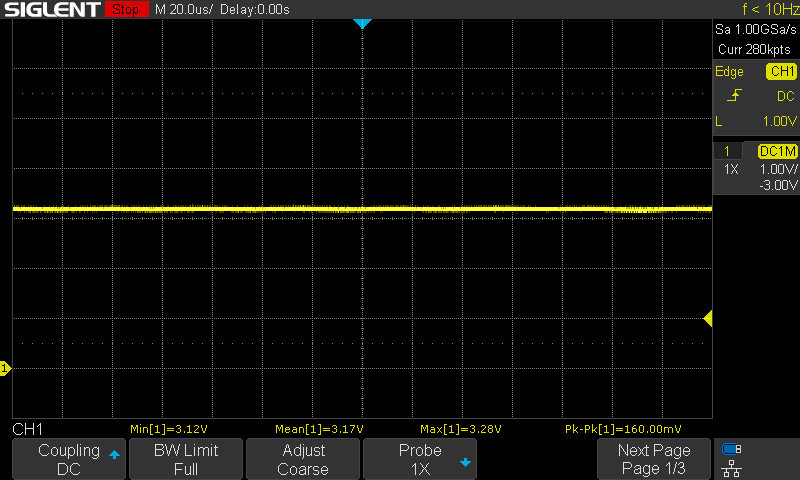 SIGLENT Stop M 20.0us/ Delay:0.00s f < 10Hz
Sa 1.00GSa/s
Curr 280kpts
Edge CH1
DC
L 1.00V
1 DC1M
1X 1.00V/
-3.00V
1
CH1 Min[1]=3.12V Mean[1]=3.17V Max[1]=3.28V Pk-Pk[1]=160.00mV
Coupling BW Limit Adjust Probe Next Page
DC Full Coarse 1X Page 1/3